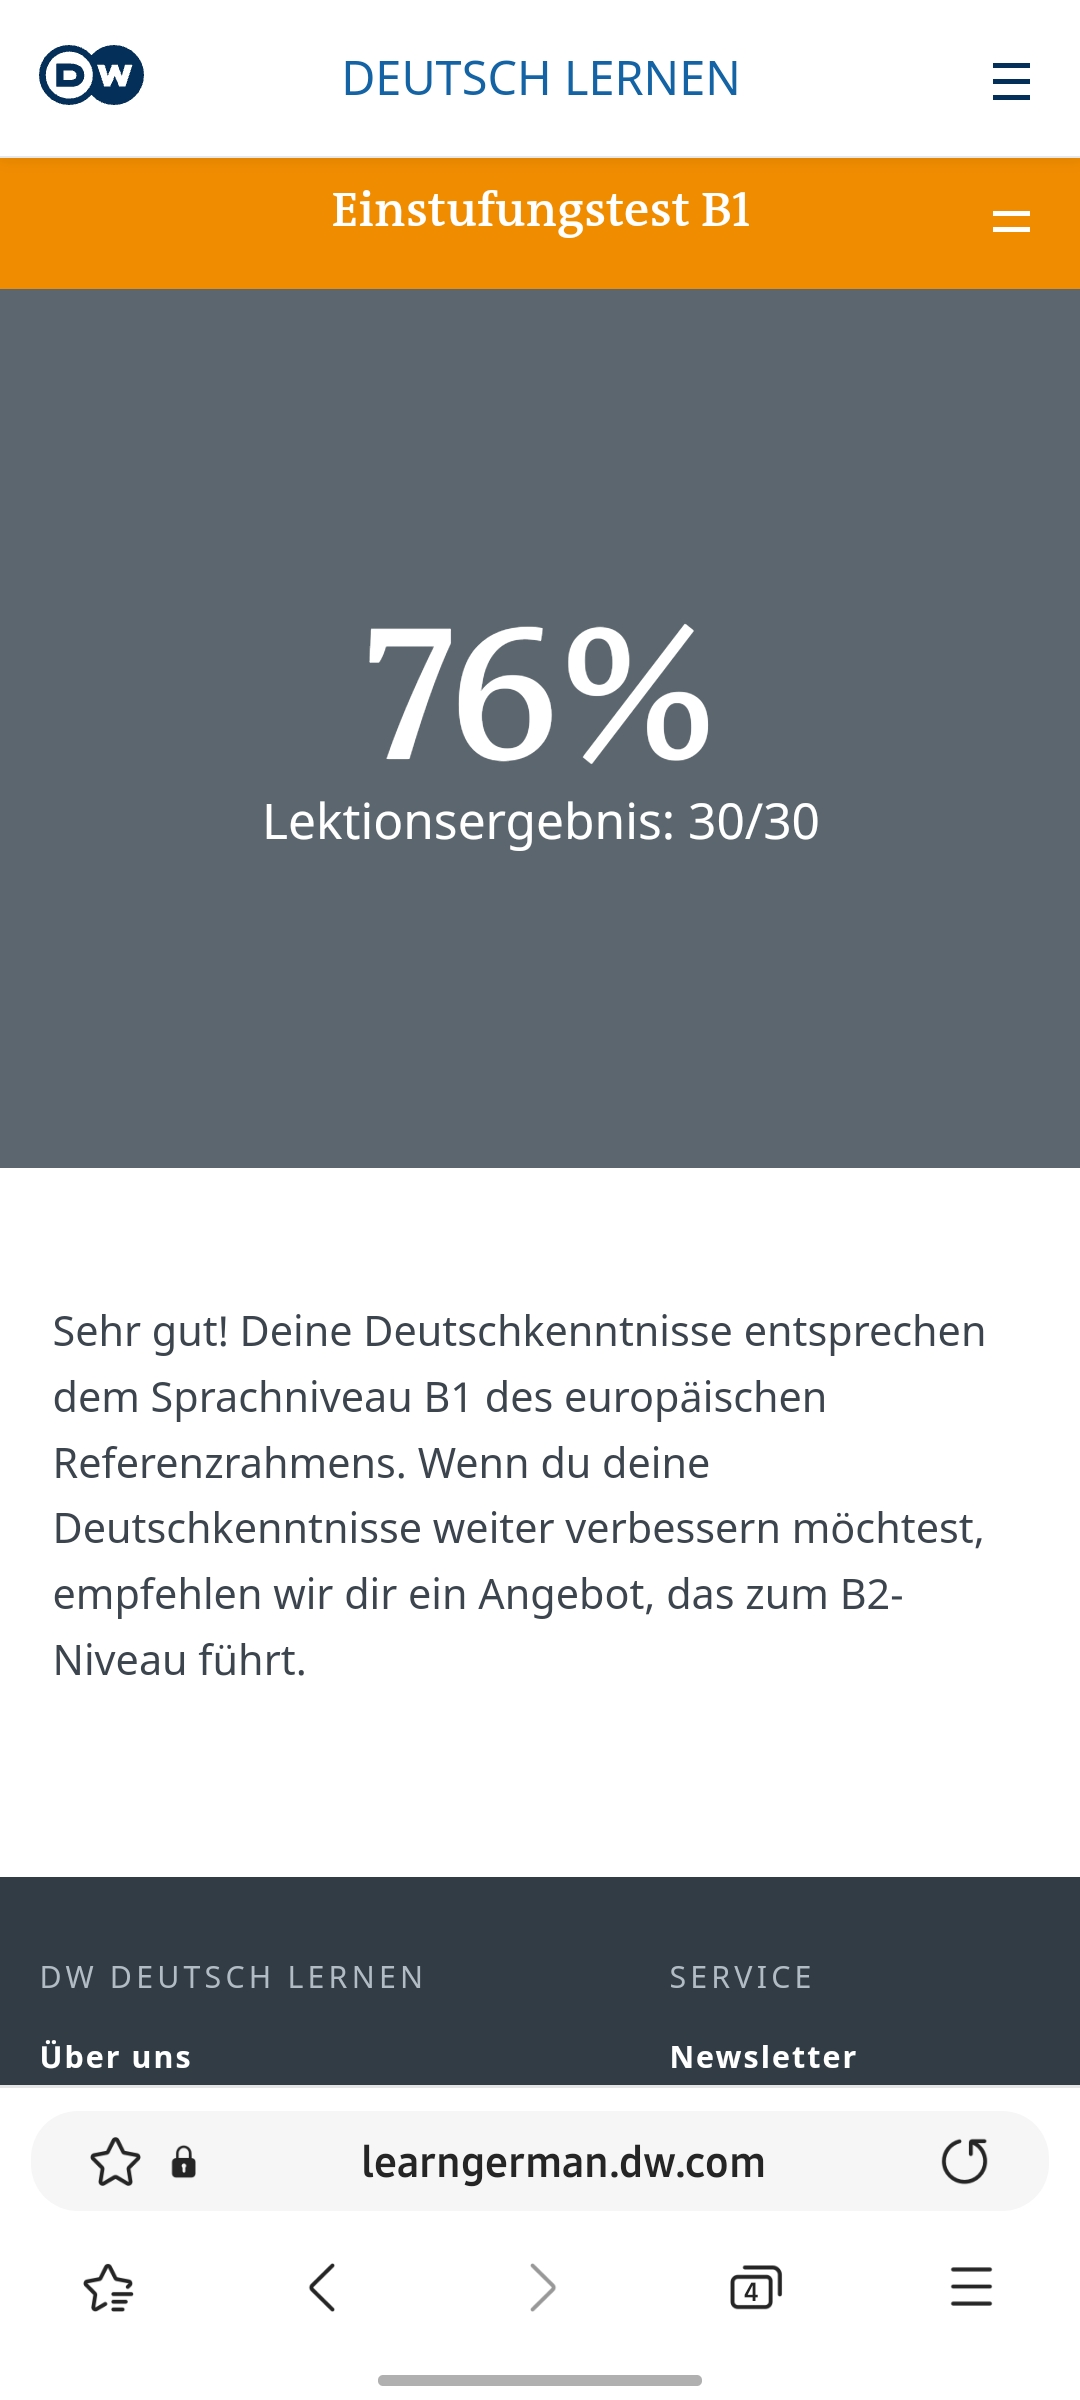 DW
DEUTSCH LERNEN
Einstufungstest B1
76%
Lektionsergebnis: 30/30
Sehr gut! Deine Deutschkenntnisse entsprechen
dem Sprachniveau B1 des europäischen
Referenzrahmens. Wenn du deine
Deutschkenntnisse weiter verbessern möchtest,
empfehlen wir dir ein Angebot, das zum B2-
Niveau führt.
DW DEUTSCH LERNEN
SERVICE
Über uns
Newsletter
learngerman.dw.com
4